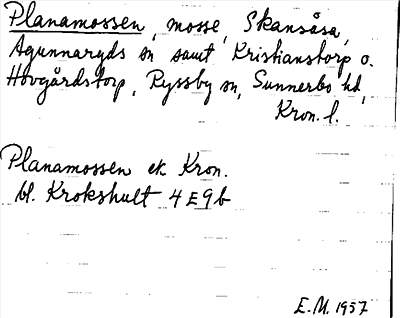 Planamossen, mosse, Skansåsa,
Agunnaryds sn samt Kristianstorp o.
Hovgårdstorp, Ryssby sn, Sunnerbo hd,
Kron. l.
Planamossen ek Kron.
bl. Krokshult 4E9b
E.M. 1957